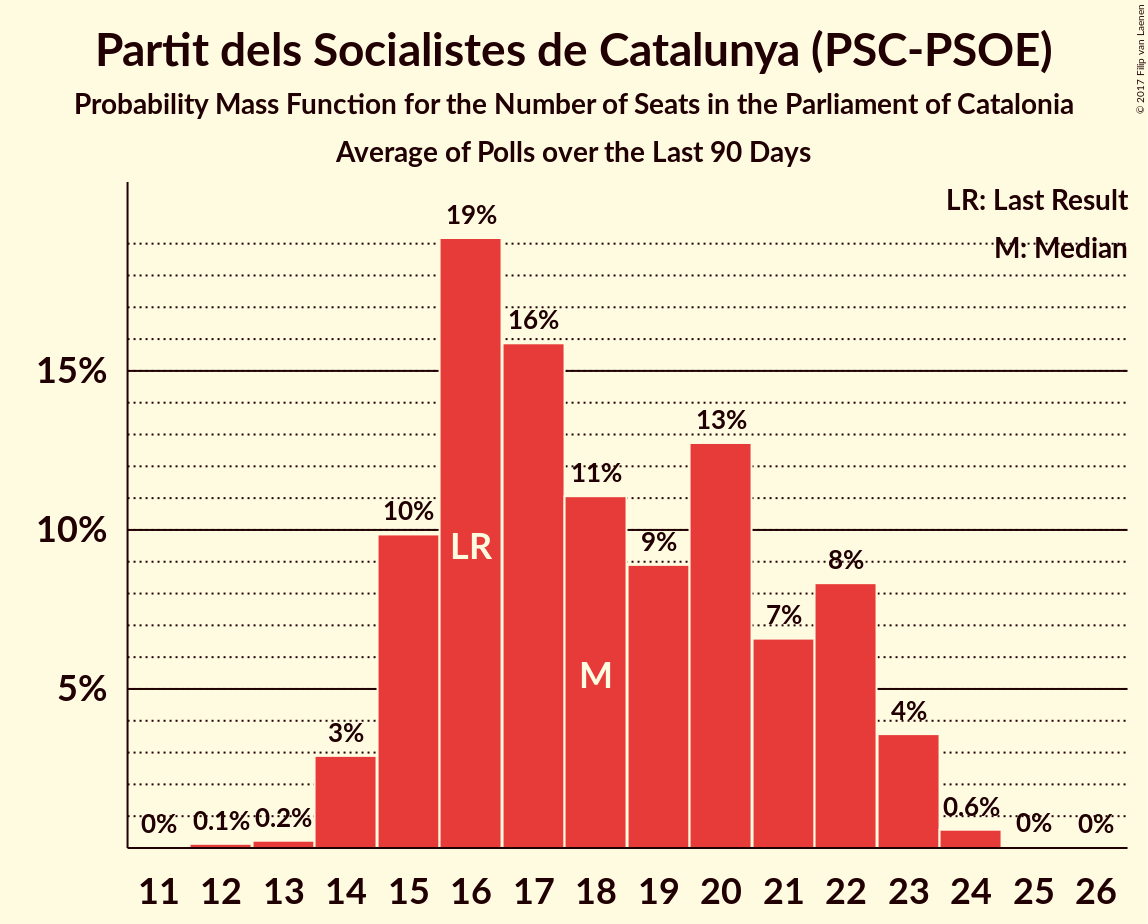 Partit dels Socialistes de Catalunya (PSC-PSOE)
Probability Mass Function for the Number of Seats in the Parliament of Catalonia
Average of Polls over the Last 90 Days
© 2017 Filip van Laenen
LR: Last Result
M: Median
19%
16%
15%
13%
11%
10%
10%
9%
LR
8%
7%
M
5%
4%
3%
0%
0.1%
0.2%
0.6%
0%
0%
11 12 13 14 15 16 17 18 19 20 21 22 23 24 25 26